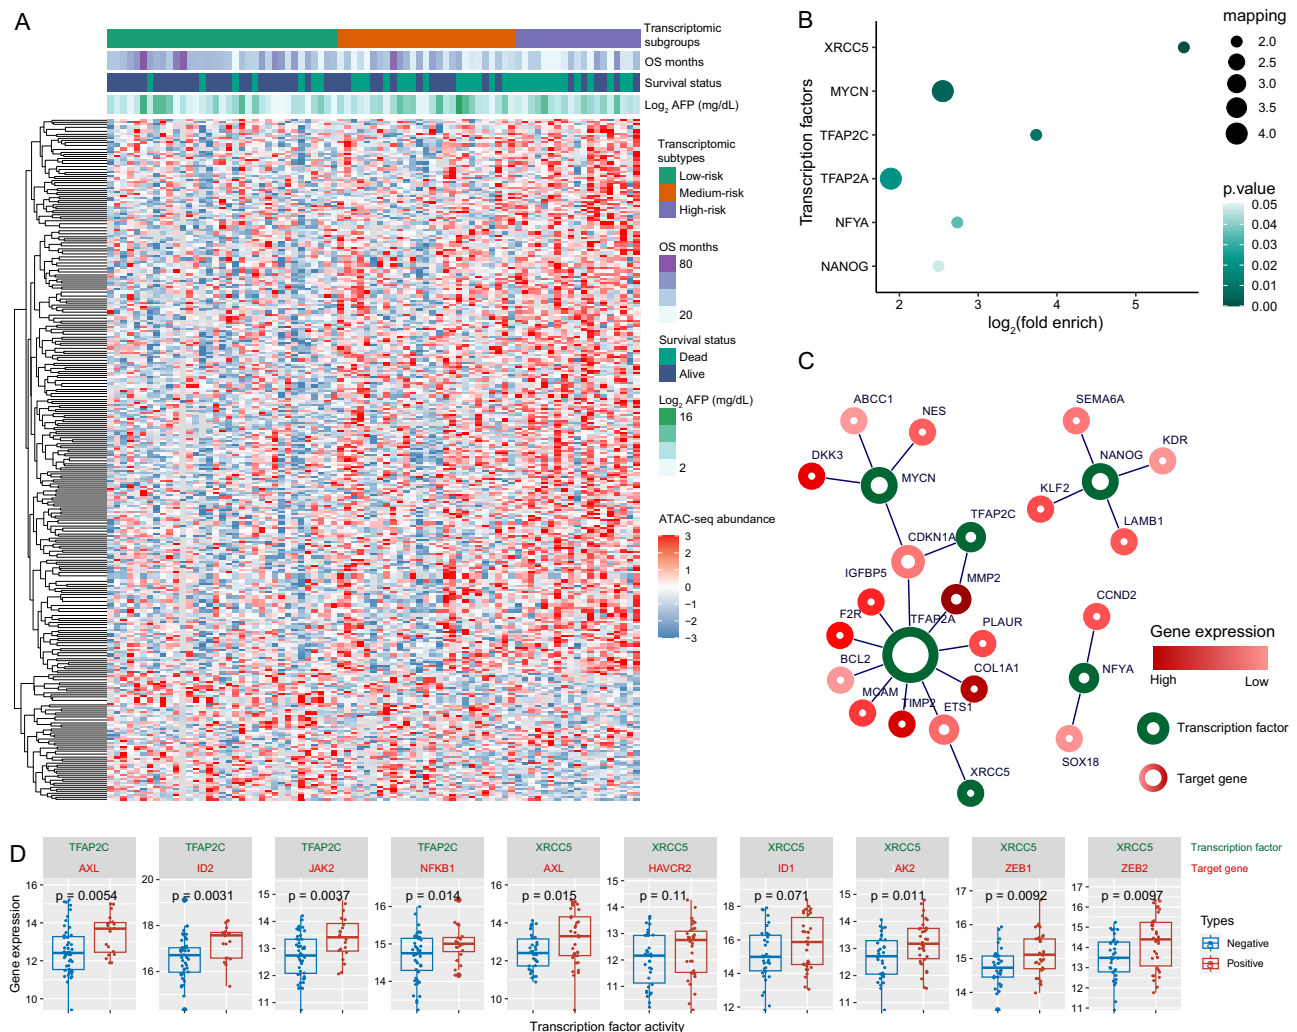 A
Transcriptomic
subgroups
OS months
Survival status
Log2 AFP (mg/dL)
Transcriptomic
subtypes
Low-risk
Medium-risk
High-risk
OS months
80
20
Survival status
Dead
Alive
Log2 AFP (mg/dL)
16
2
ATAC-seq abundance
3
2
1
0
−1
−2
−3
B
Transcription factors
XRCC5
MYCN
TFAP2C
TFAP2A
NFYA
NANOG
2
3
4
5
log2(fold enrich)
mapping
2.0
2.5
3.0
3.5
4.0
p.value
0.05
0.04
0.03
0.02
0.01
0.00
C
ABCC1
NES
DKK3
MYCN
TFAP2C
CDKN1A
IGFBP5
MMP2
F2R
TFAP2A
PLAUR
BCL2
COL1A1
MCAM
TIMP2
ETS1
XRCC5
SEMA6A
KDR
NANOG
KLF2
LAMB1
CCND2
NFYA
SOX18
Gene expression
High
Low
Transcription factor
Target gene
D
Gene expression
TFAP2C
AXL
p = 0.0054
16
14
12
10
TFAP2C
ID2
p = 0.0031
20
18
16
TFAP2C
JAK2
p = 0.0037
15
14
13
12
11
TFAP2C
NFKB1
p = 0.014
16
15
14
13
XRCC5
AXL
p = 0.015
16
14
12
10
XRCC5
HAVCR2
p = 0.11
14
13
12
11
XRCC5
ID1
p = 0.071
18
16
14
12
XRCC5
JAK2
p = 0.011
15
14
13
12
11
XRCC5
ZEB1
p = 0.0092
17
16
15
14
XRCC5
ZEB2
p = 0.0097
17
16
15
14
13
12
11
Transcription factor
Target gene
Types
Negative
Positive
Transcription factor activity